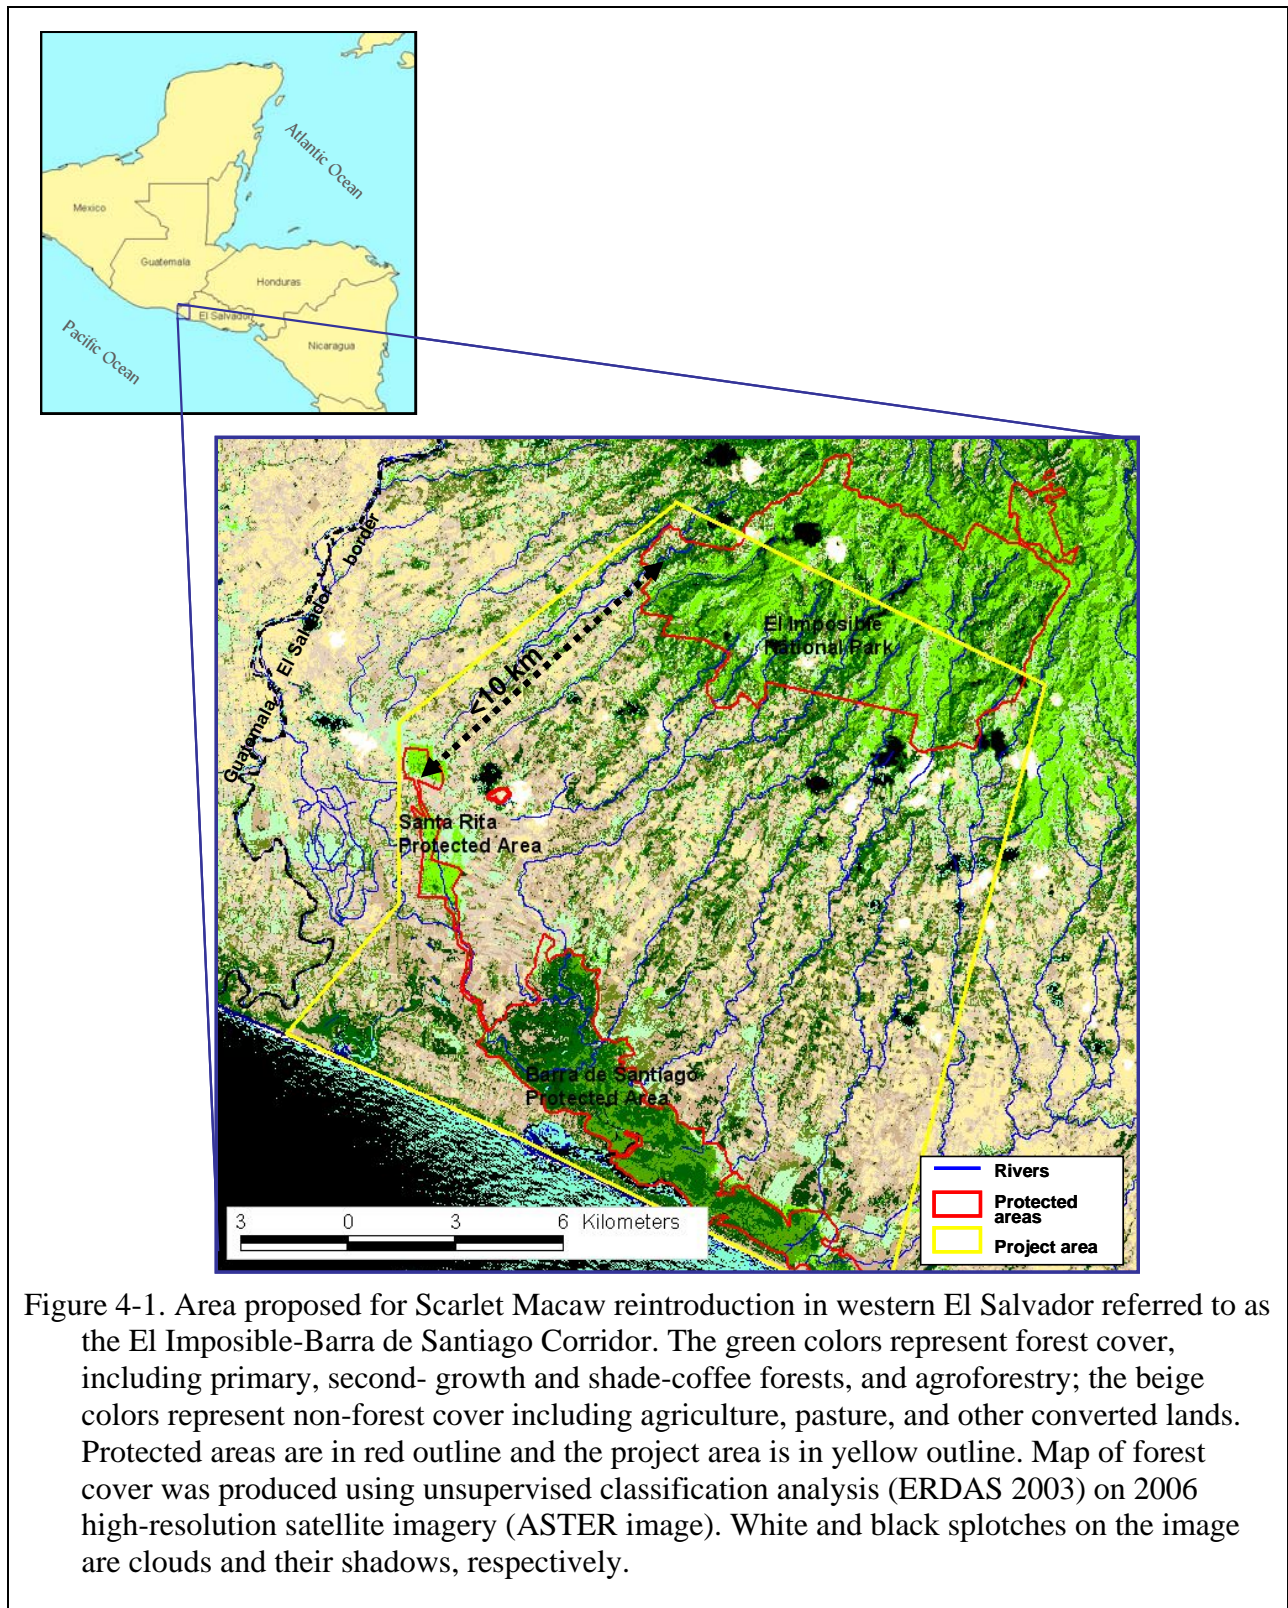 Atlantic Ocean
Mexico
Guatemala
Honduras
El Salvador
Nicaragua
Pacific Ocean
Guatemala El Salvador border
<10 km
El Imposible
National Park
Santa Rita
Protected Area
Barra de Santiago
Protected Area
3 0 3 6 Kilometers
Rivers
Protected
areas
Project area
Figure 4-1. Area proposed for Scarlet Macaw reintroduction in western El Salvador referred to as
the El Imposible-Barra de Santiago Corridor. The green colors represent forest cover,
including primary, second- growth and shade-coffee forests, and agroforestry; the beige
colors represent non-forest cover including agriculture, pasture, and other converted lands.
Protected areas are in red outline and the project area is in yellow outline. Map of forest
cover was produced using unsupervised classification analysis (ERDAS 2003) on 2006
high-resolution satellite imagery (ASTER image). White and black splotches on the image
are clouds and their shadows, respectively.